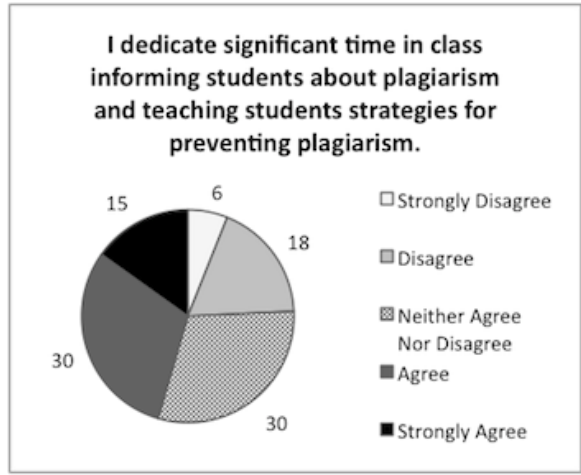 I dedicate significant time in class
informing students about plagiarism
and teaching students strategies for
preventing plagiarism.
6
15
18
30
30
Strongly Disagree
Disagree
Neither Agree
Nor Disagree
Agree
Strongly Agree